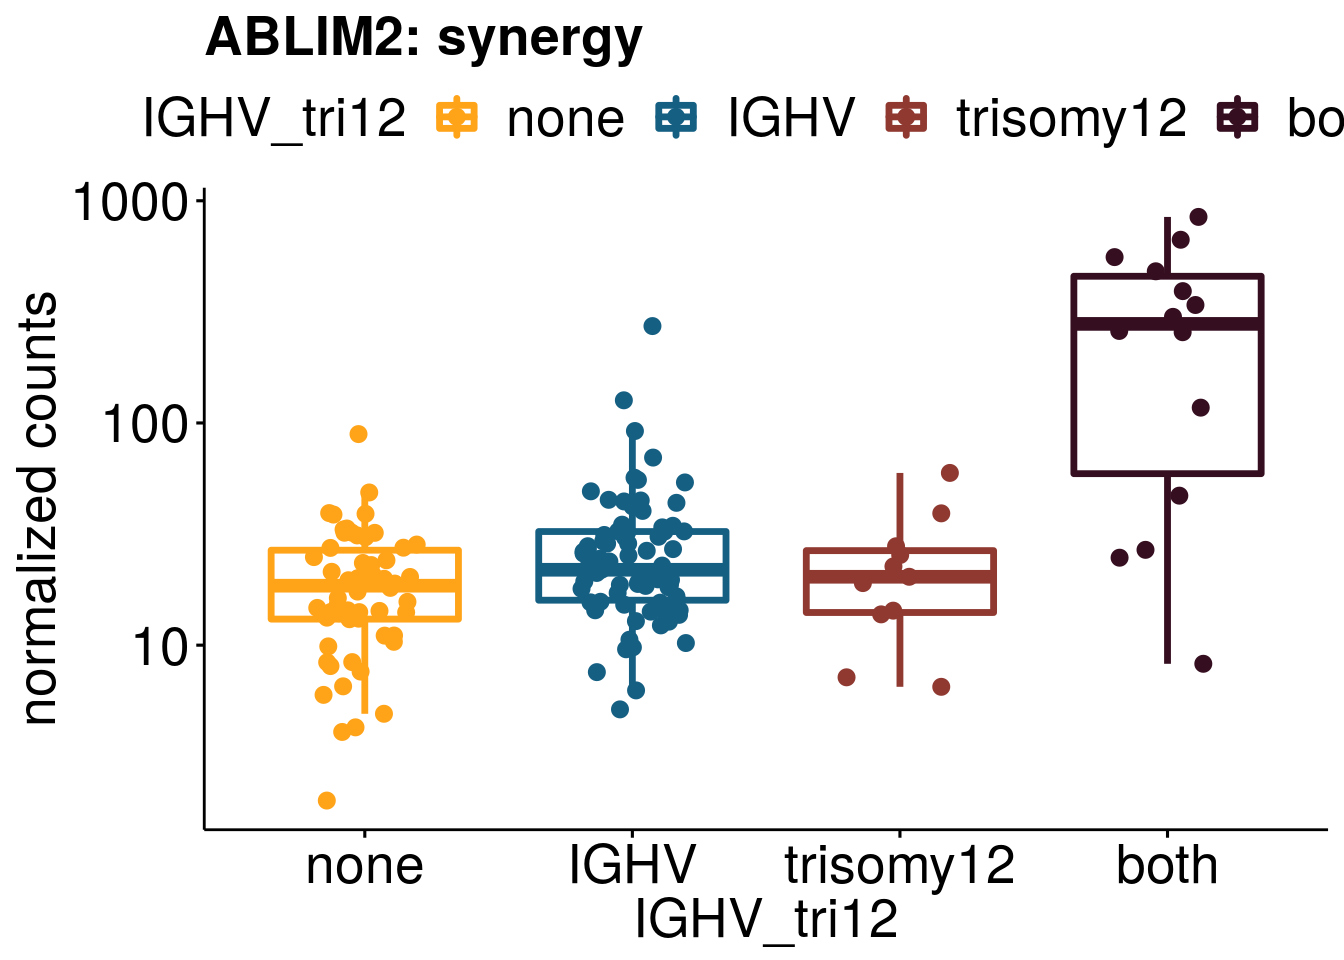 ABLIM2: synergy
IGHV_tri12 none IGHV trisomy12 bo
1000
100
10
normalized counts
none IGHV trisomy12 both
IGHV_tri12